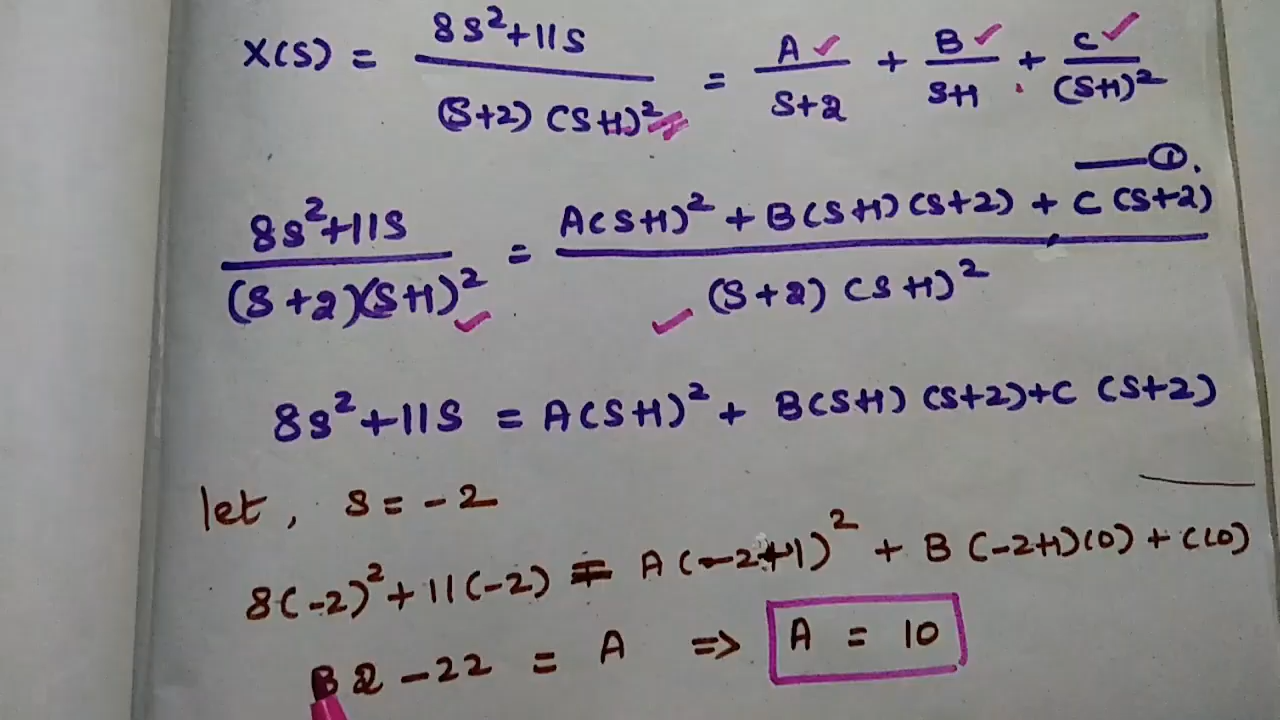 X(S) = 8S²+11S / (S+2)(S+1)² = A/S+2 + B/S+1 + C/(S+1)²
—①.
8S²+11S / (S+2)(S+1)² = A(S+1)² + B(S+1)(S+2) + C(S+2) / (S+2)(S+1)²
8S²+11S = A(S+1)² + B(S+1)(S+2)+C(S+2)
let, S = -2
8(-2)²+11(-2) = A(-2+1)² + B(-2+1)(0) + C(0)
32 -22 = A => A = 10